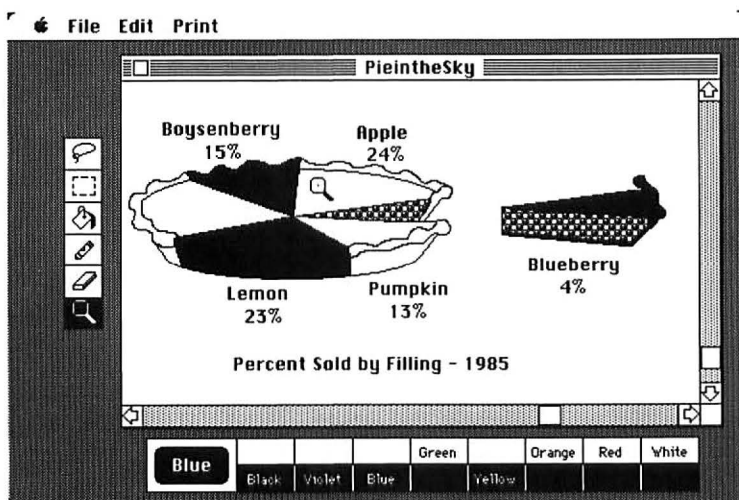 File Edit Print
PieintheSky
Boysenberry
15%
Apple
24%
Blueberry
4%
Lemon
23%
Pumpkin
13%
Percent Sold by Filling - 1985
Blue
Green Orange Red White
Black Violet Blue Yellow